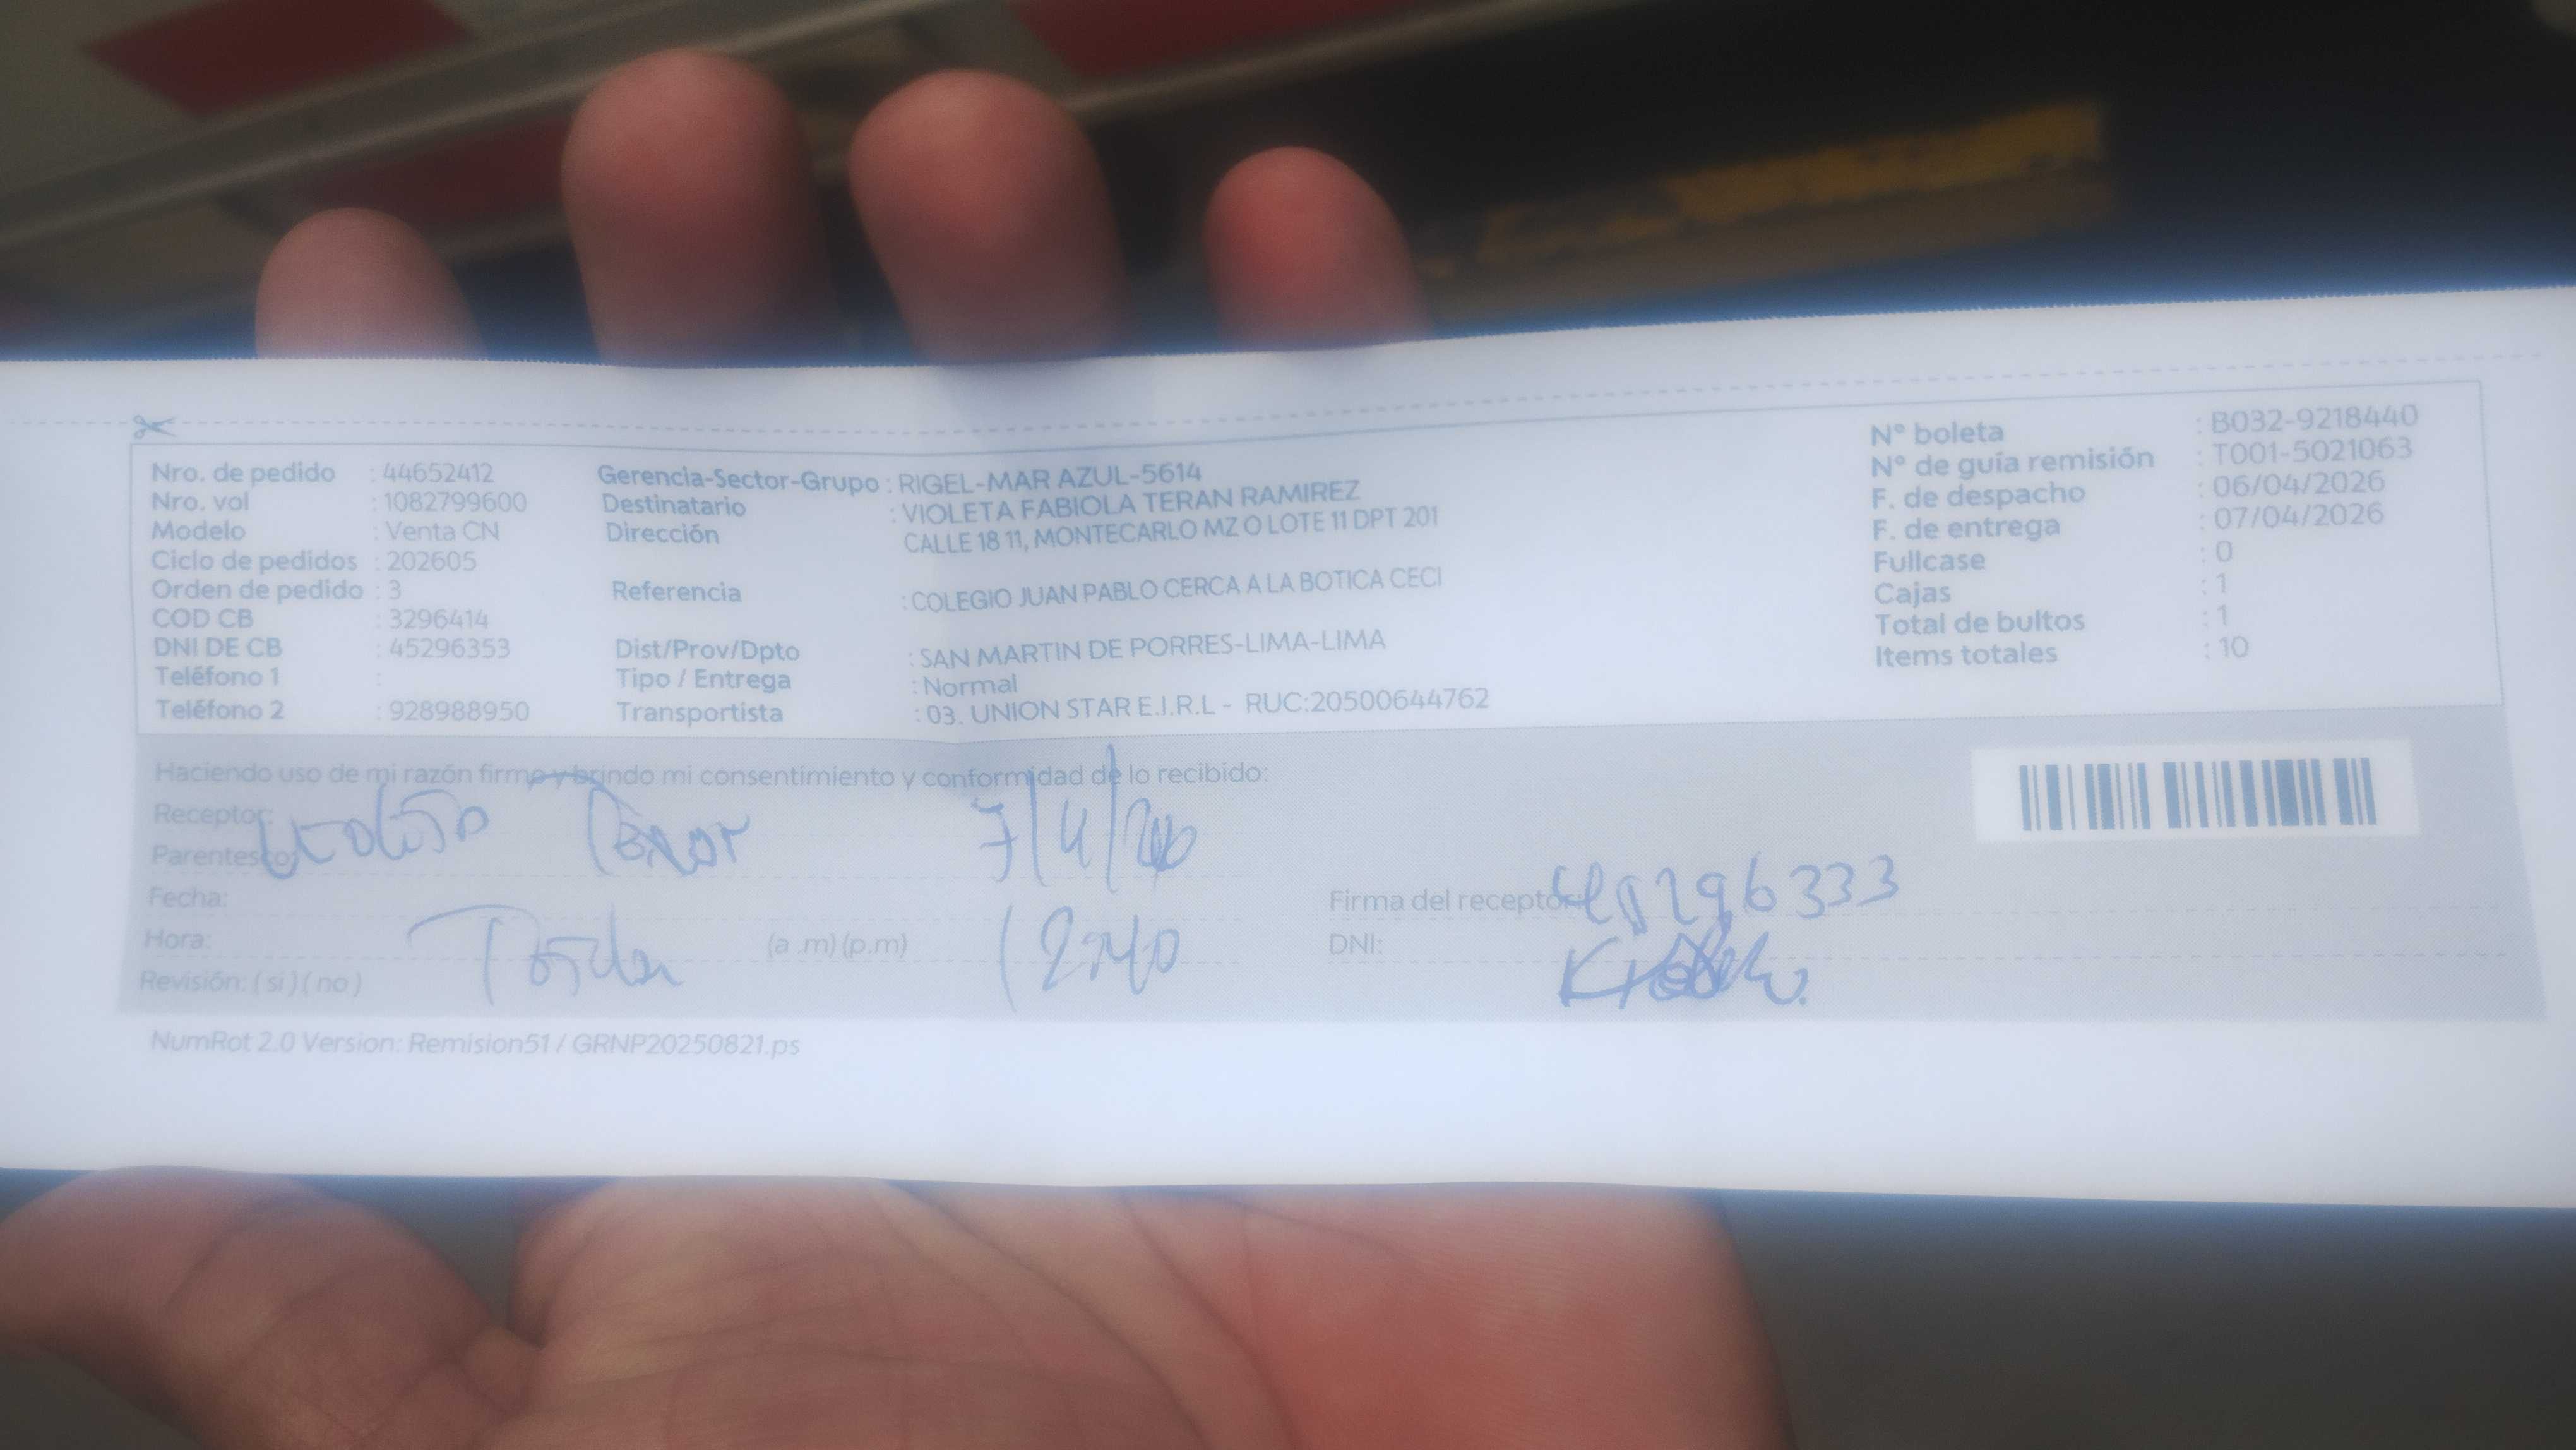 Nro. de pedido : 44652412
Nro. vol : 1082799600
Modelo : Venta CN
Ciclo de pedidos : 202605
Orden de pedido : 3
COD CB : 3296414
DNI DE CB : 45296353
Teléfono 1 :
Teléfono 2 : 928988950
Gerencia-Sector-Grupo : RIGEL-MAR AZUL-5614
Destinatario : VIOLETA FABIOLA TERAN RAMIREZ
Dirección CALLE 18 11, MONTECARLO MZ O LOTE 11 DPT 201
Referencia : COLEGIO JUAN PABLO CERCA A LA BOTICA CECI
Dist/Prov/Dpto : SAN MARTIN DE PORRES-LIMA-LIMA
Tipo / Entrega : Normal
Transportista : 03. UNION STAR E.I.R.L - RUC:20500644762
N° boleta : B032-9218440
N° de guía remisión : T001-5021063
F. de despacho : 06/04/2026
F. de entrega : 07/04/2026
Fullcase : 0
Cajas : 1
Total de bultos : 1
Items totales : 10
Haciendo uso de mi razón firmo y brindo mi consentimiento y conformidad de lo recibido:
Receptor:
Parentesco:
Fecha:
Hora: (a .m) (p.m) 12:40
Revisión: ( si ) ( no )
Firma del receptor:
DNI:
NumRot 2.0 Version: Remision51 / GRNP20250821.ps